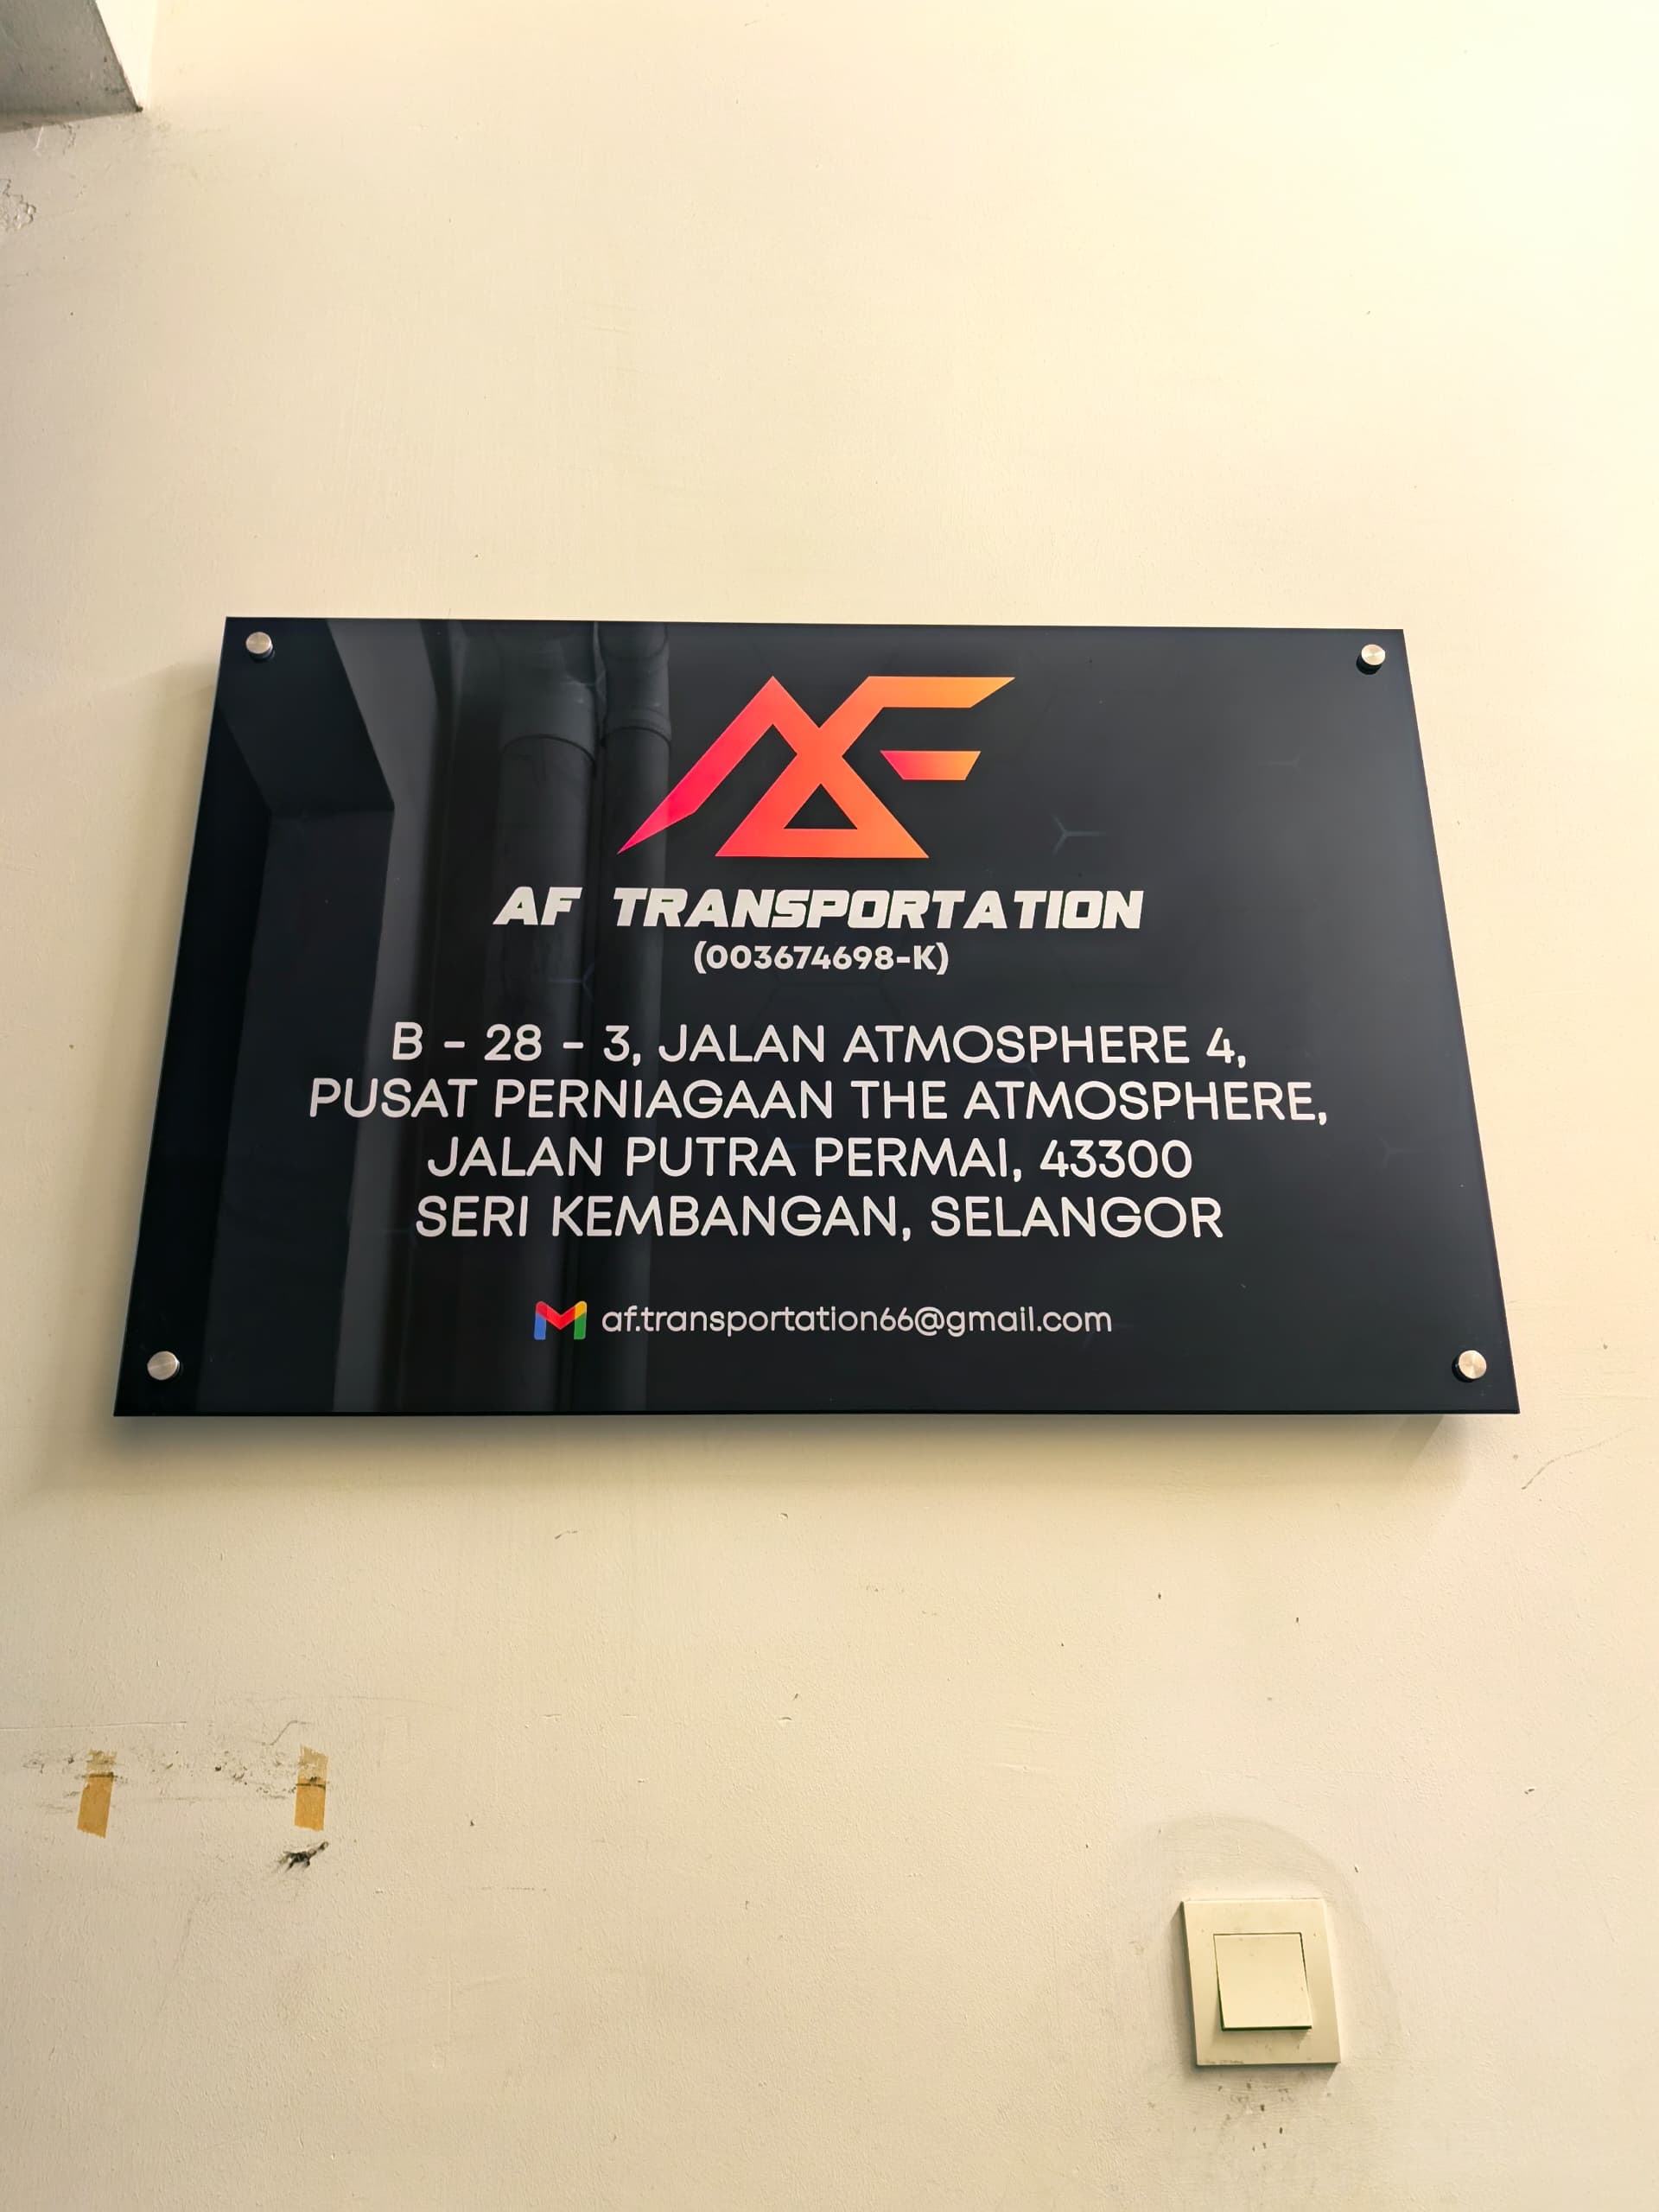 AF
AF TRANSPORTATION
(003674698-K)
B - 28 - 3, JALAN ATMOSPHERE 4,
PUSAT PERNIAGAAN THE ATMOSPHERE,
JALAN PUTRA PERMAI, 43300
SERI KEMBANGAN, SELANGOR
af.transportation66@gmail.com